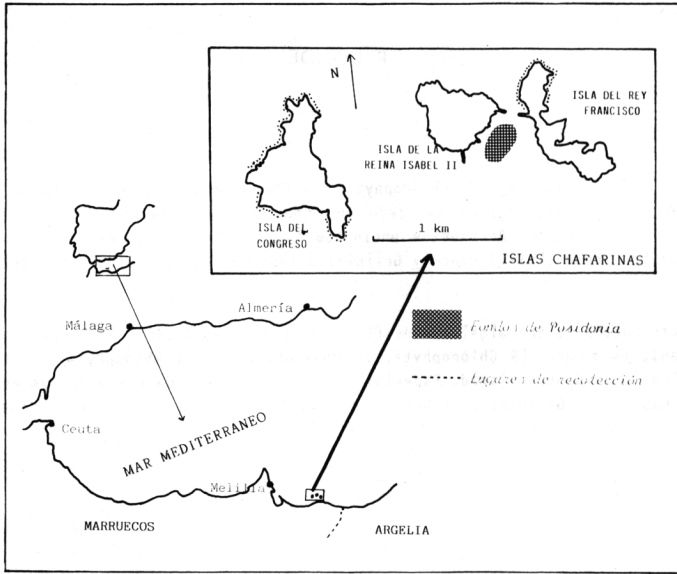 N
ISLA DEL REY
FRANCISCO
ISLA DE LA
REINA ISABEL II
ISLA DEL
CONGRESO
1 km
ISLAS CHAFARINAS
Almería
Málaga
Fondos de Posidonia
Lugares de recolección
Ceuta
MAR MEDITERRANEO
Melilla
MARRUECOS
ARGELIA